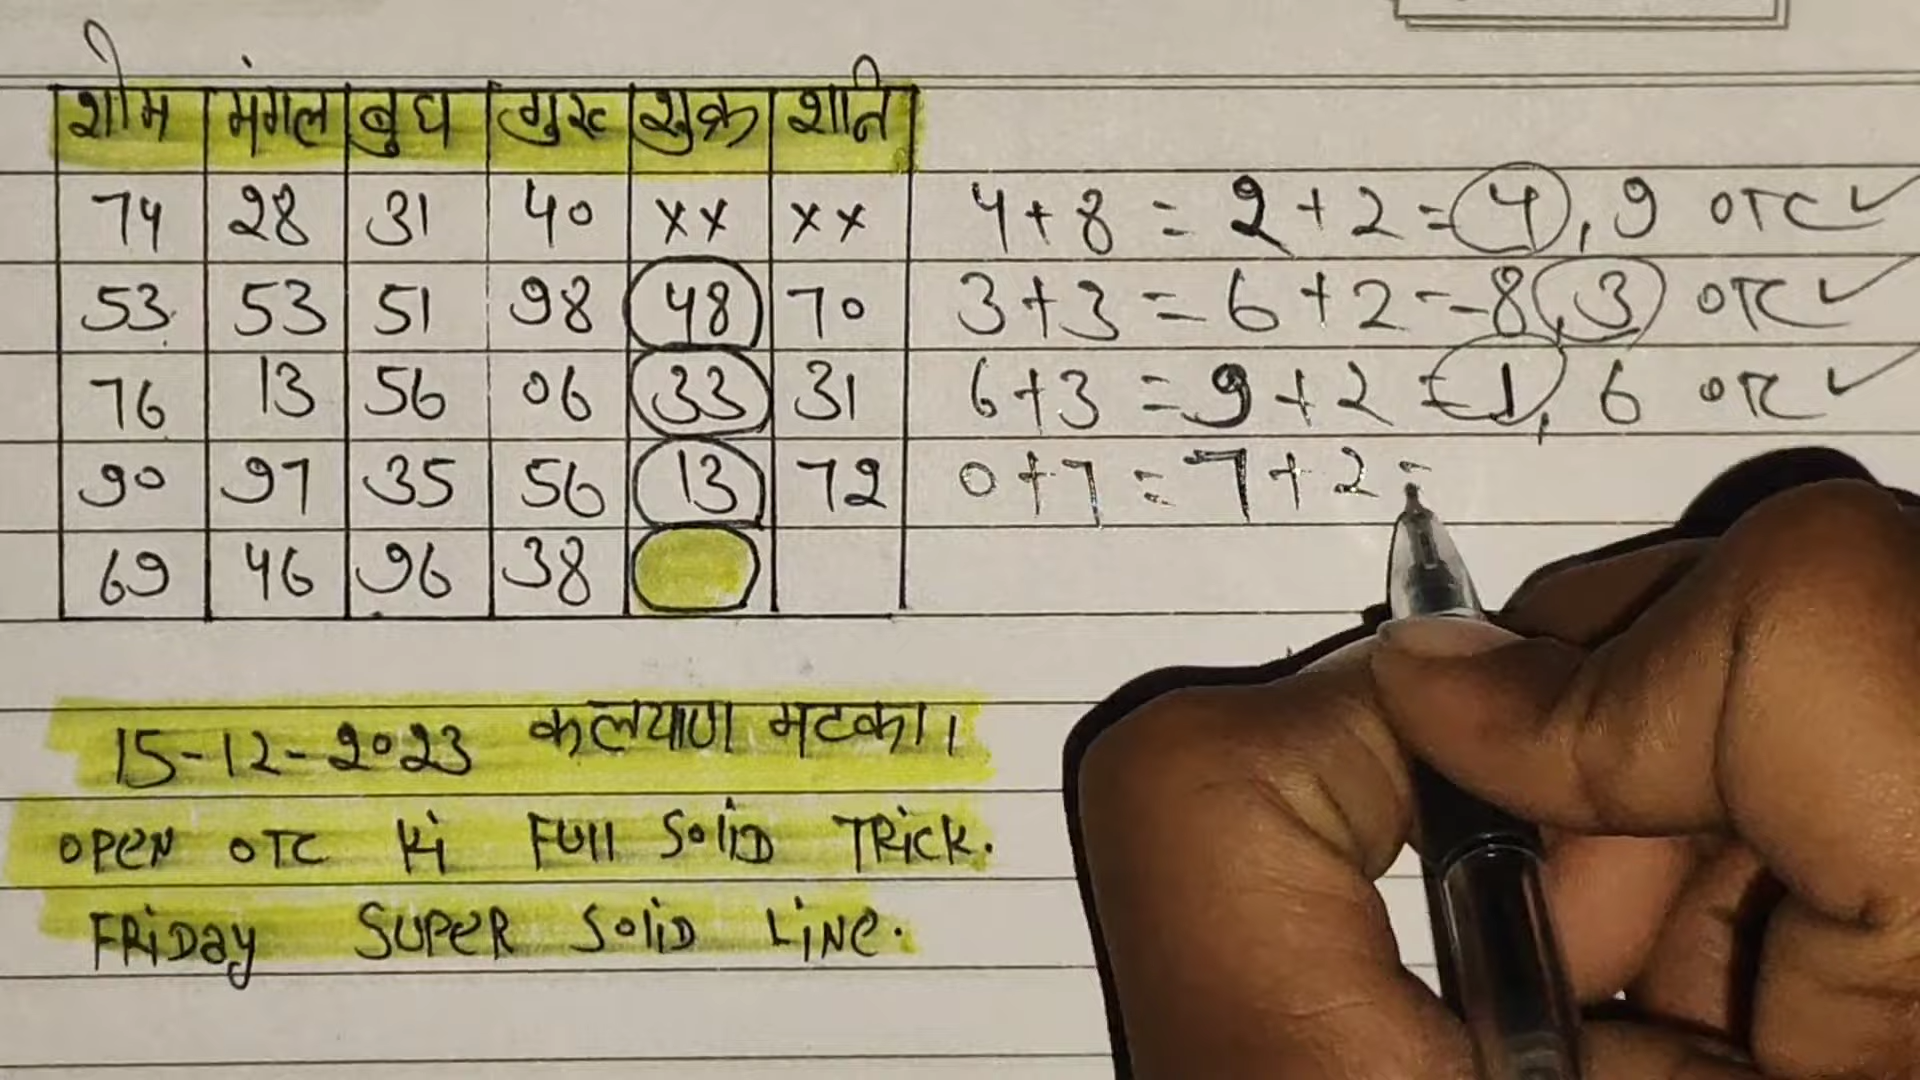 शोम मंगल बुध गुरु शुक्र शनि
74 28 31 40 xx xx 4+8=2+2=4,9 OTC✓
53 53 51 98 48 70 3+3=6+2=8,3 OTC✓
76 13 56 06 33 31 6+3=9+2=1,6 OTC✓
90 97 35 56 13 72 0+7=7+2=
69 46 96 38
15-12-2023 कलयाण मटका।
OPEN OTC Ki FUll SoliD TRicK.
FRiDay SUPER SoliD LiNe.